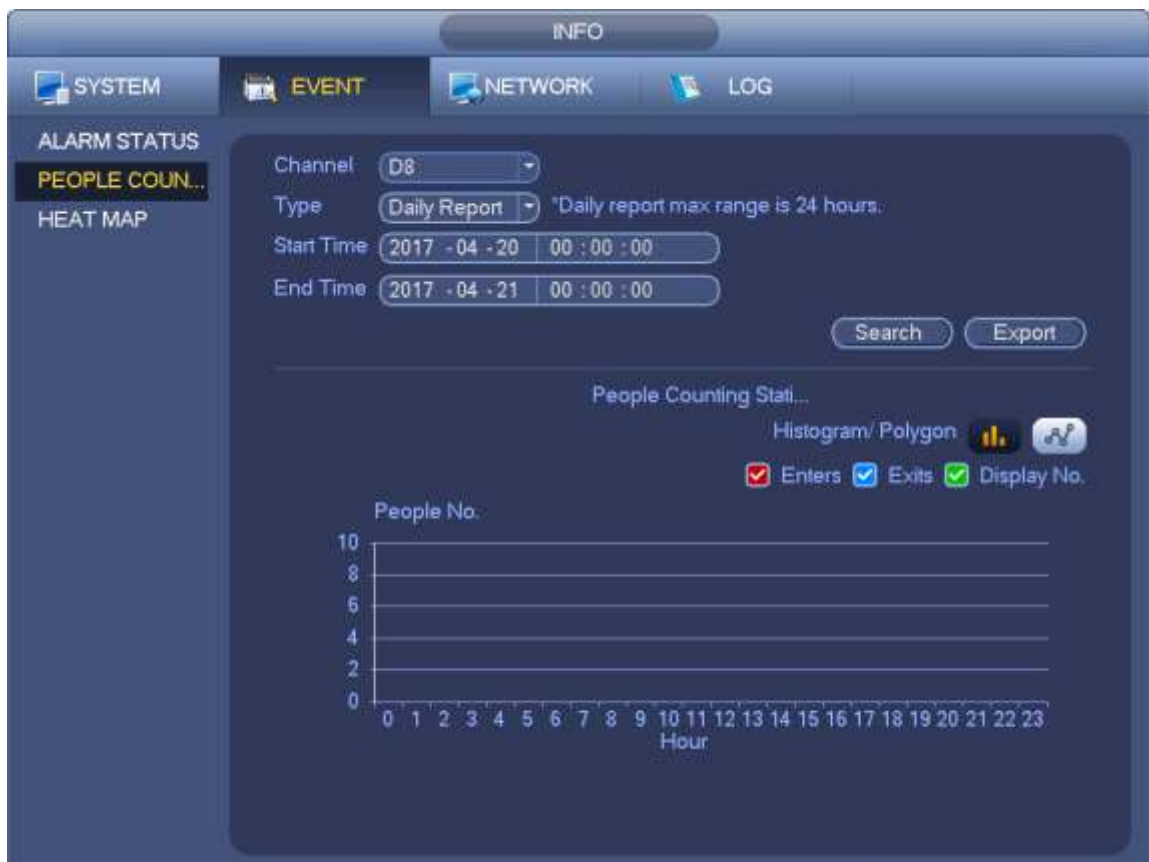 INFO
SYSTEM EVENT NETWORK LOG
ALARM STATUS
PEOPLE COUN...
HEAT MAP
Channel D8
Type Daily Report *Daily report max range is 24 hours.
Start Time 2017 - 04 - 20 00 : 00 : 00
End Time 2017 - 04 - 21 00 : 00 : 00
Search Export
People Counting Stati...
Histogram/ Polygon
Enters Exits Display No.
People No.
10
8
6
4
2
0
0 1 2 3 4 5 6 7 8 9 10 11 12 13 14 15 16 17 18 19 20 21 22 23
Hour